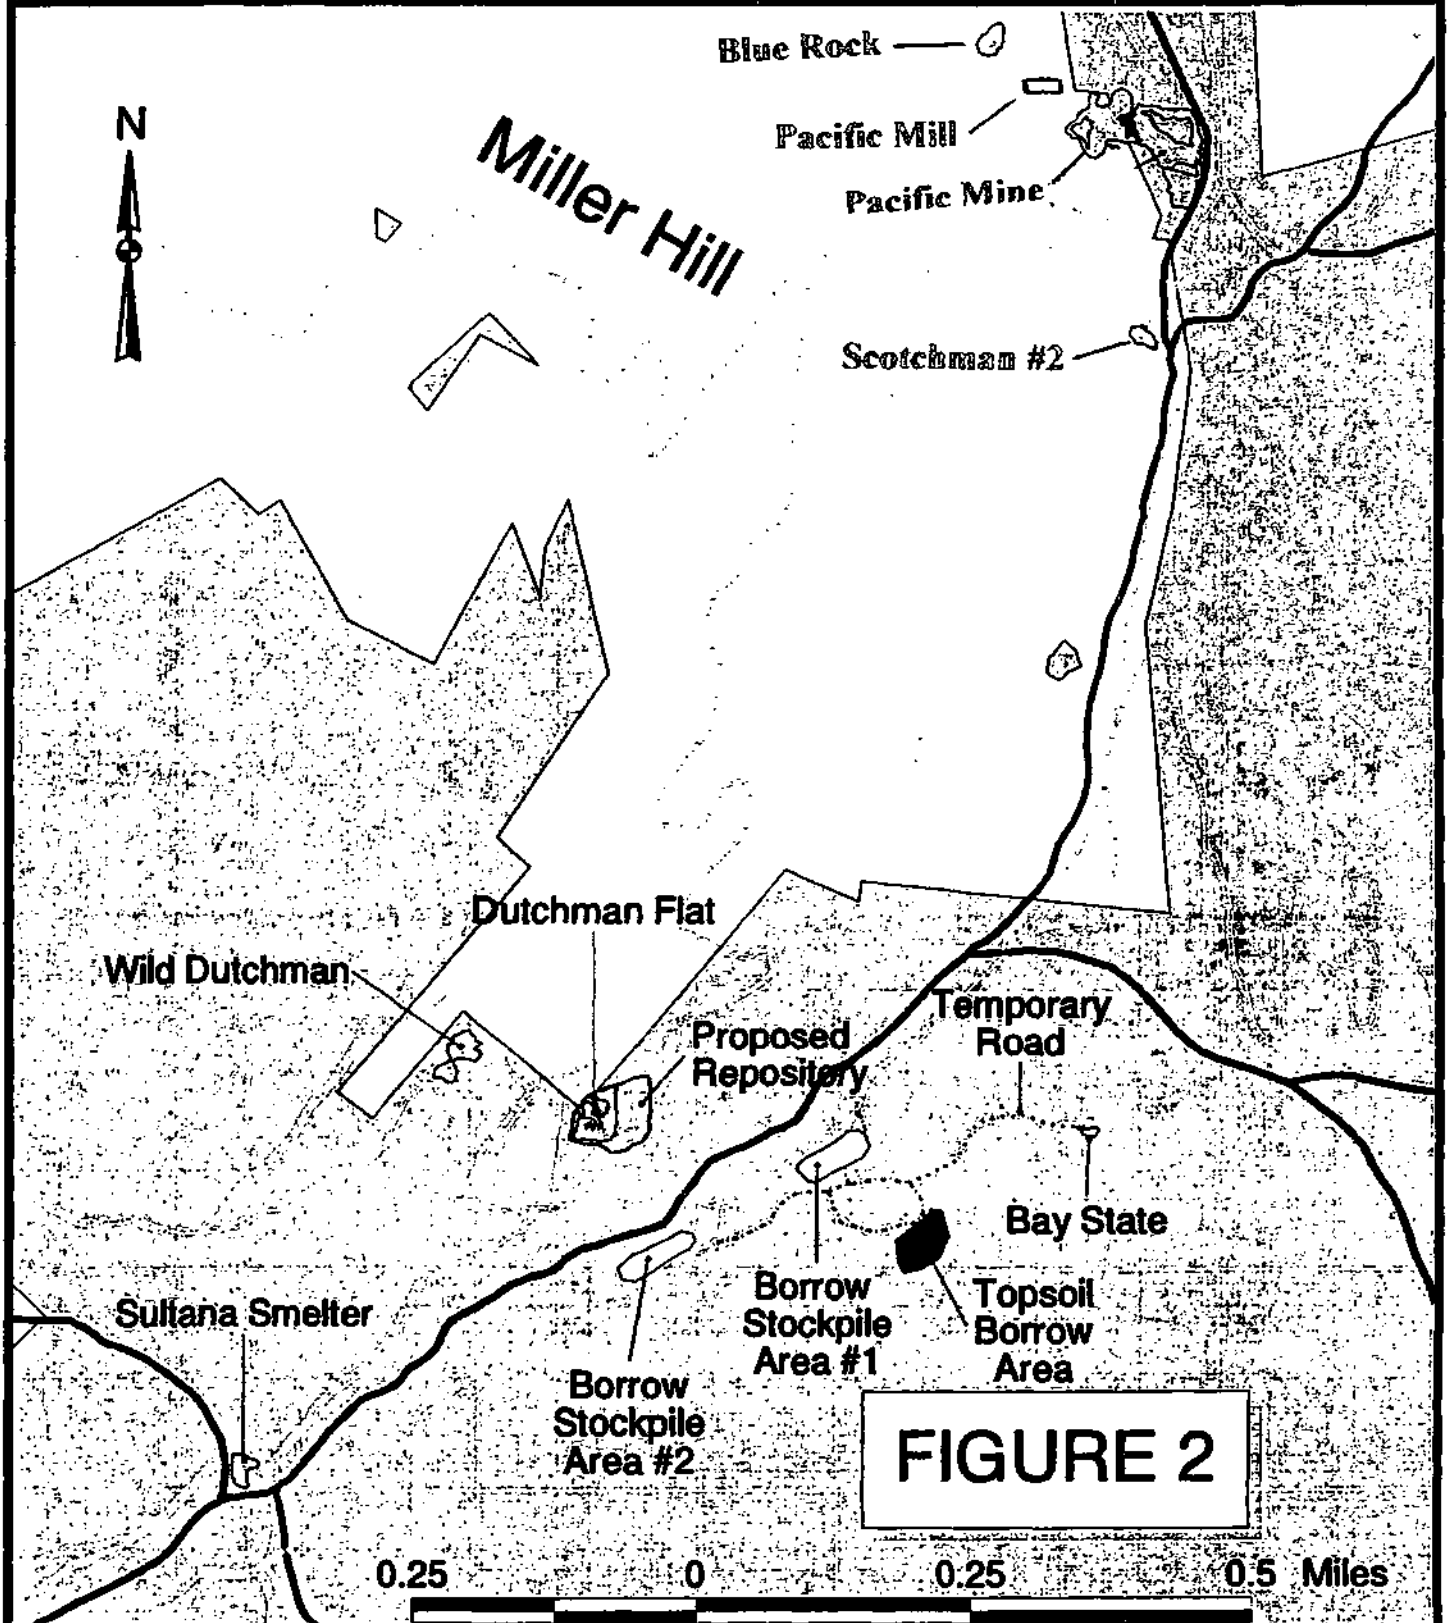 Blue Rock
N
Pacific Mill
Miller Hill
Pacific Mine
Scotchman #2
Dutchman Flat
Wild Dutchman
Temporary
Road
Proposed
Repository
Bay State
Borrow
Stockpile
Area #1
Topsoil
Borrow
Area
Sultana Smelter
Borrow
Stockpile
Area #2
FIGURE 2
0.25 0 0.25 0.5 Miles